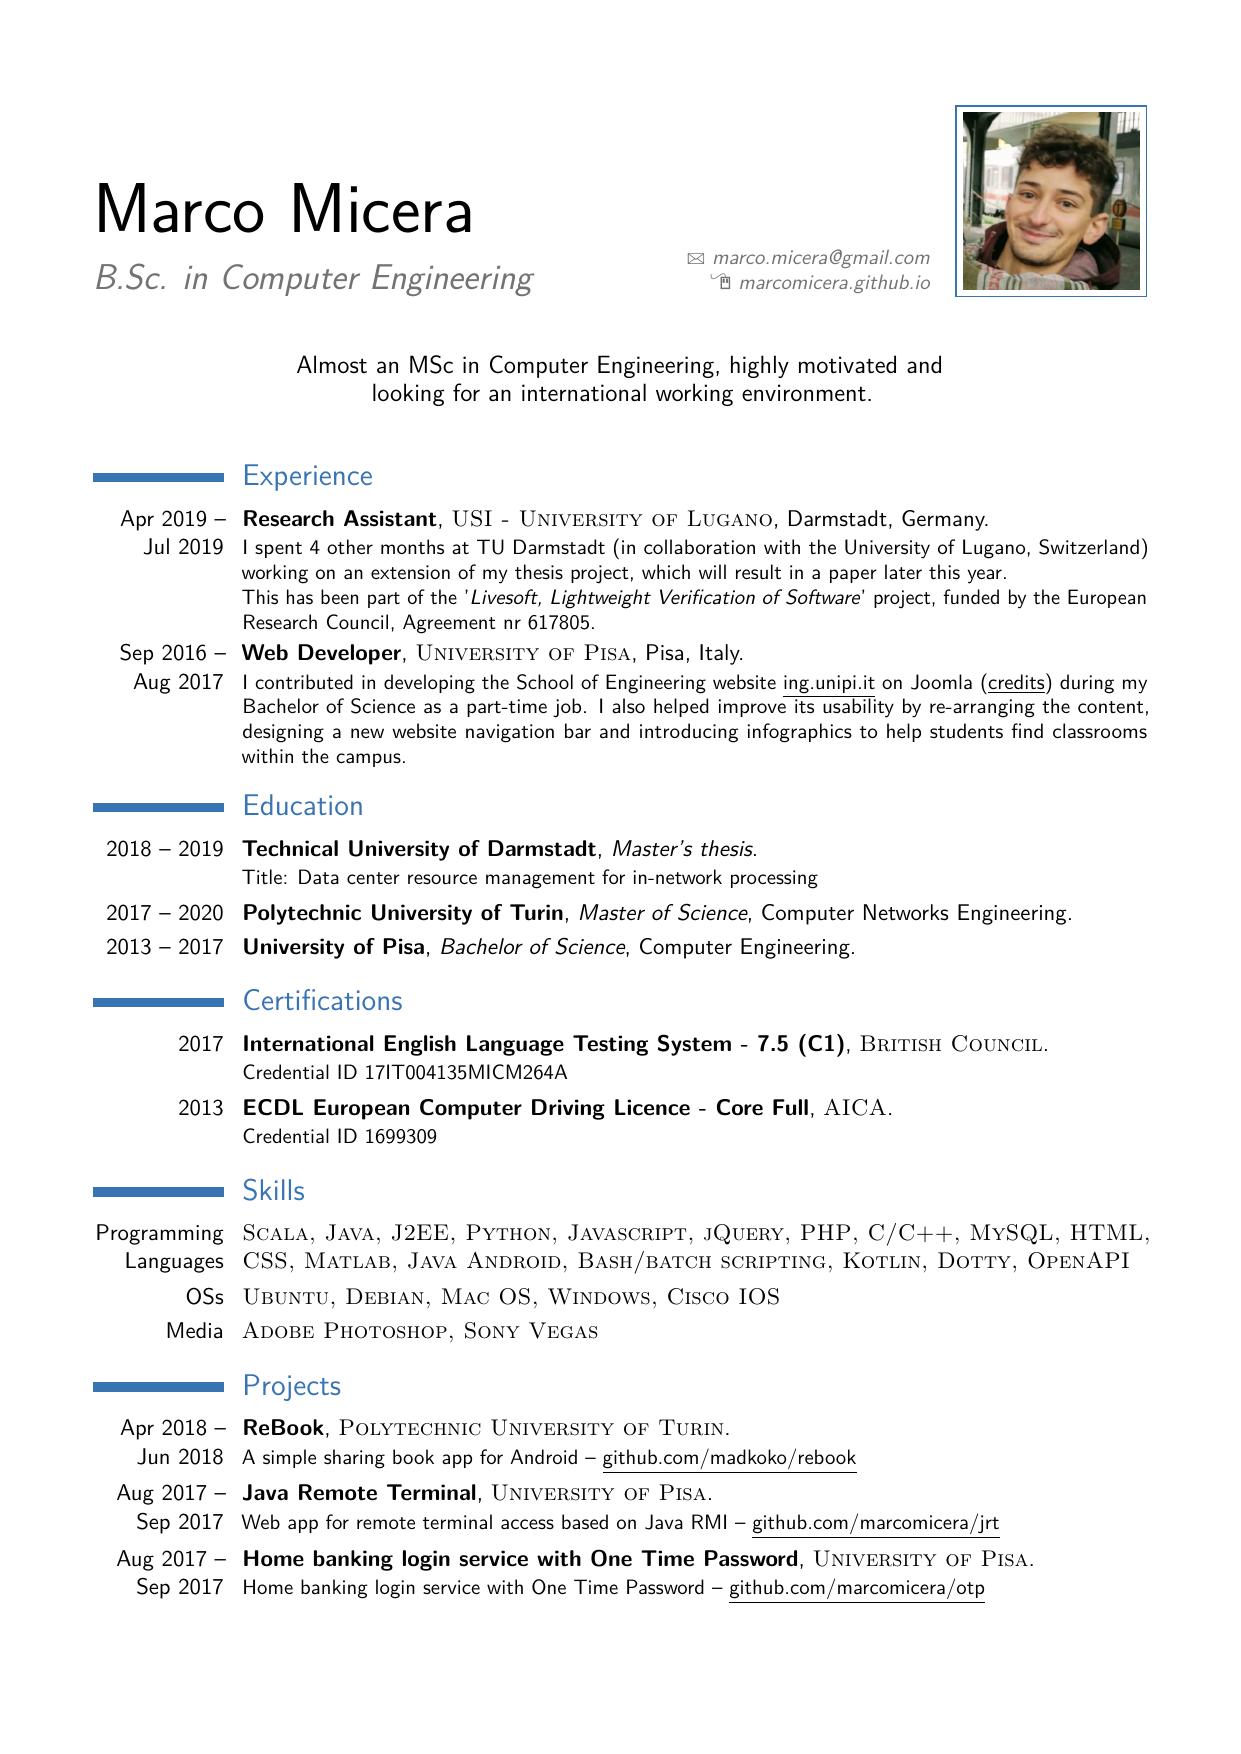 Marco Micera
B.Sc. in Computer Engineering
marco.micera@gmail.com
marcomicera.github.io
Almost an MSc in Computer Engineering, highly motivated and
looking for an international working environment.
Experience
Apr 2019 – Research Assistant, USI - University of Lugano, Darmstadt, Germany.
Jul 2019 I spent 4 other months at TU Darmstadt (in collaboration with the University of Lugano, Switzerland)
working on an extension of my thesis project, which will result in a paper later this year.
This has been part of the 'Livesoft, Lightweight Verification of Software' project, funded by the European
Research Council, Agreement nr 617805.
Sep 2016 – Web Developer, University of Pisa, Pisa, Italy.
Aug 2017 I contributed in developing the School of Engineering website ing.unipi.it on Joomla (credits) during my
Bachelor of Science as a part-time job. I also helped improve its usability by re-arranging the content,
designing a new website navigation bar and introducing infographics to help students find classrooms
within the campus.
Education
2018 – 2019 Technical University of Darmstadt, Master's thesis.
Title: Data center resource management for in-network processing
2017 – 2020 Polytechnic University of Turin, Master of Science, Computer Networks Engineering.
2013 – 2017 University of Pisa, Bachelor of Science, Computer Engineering.
Certifications
2017 International English Language Testing System - 7.5 (C1), British Council.
Credential ID 17IT004135MICM264A
2013 ECDL European Computer Driving Licence - Core Full, AICA.
Credential ID 1699309
Skills
Programming Scala, Java, J2EE, Python, Javascript, jQuery, PHP, C/C++, MySQL, HTML,
Languages CSS, Matlab, Java Android, Bash/batch scripting, Kotlin, Dotty, OpenAPI
OSs Ubuntu, Debian, Mac OS, Windows, Cisco IOS
Media Adobe Photoshop, Sony Vegas
Projects
Apr 2018 – ReBook, Polytechnic University of Turin.
Jun 2018 A simple sharing book app for Android – github.com/madkoko/rebook
Aug 2017 – Java Remote Terminal, University of Pisa.
Sep 2017 Web app for remote terminal access based on Java RMI – github.com/marcomicera/jrt
Aug 2017 – Home banking login service with One Time Password, University of Pisa.
Sep 2017 Home banking login service with One Time Password – github.com/marcomicera/otp